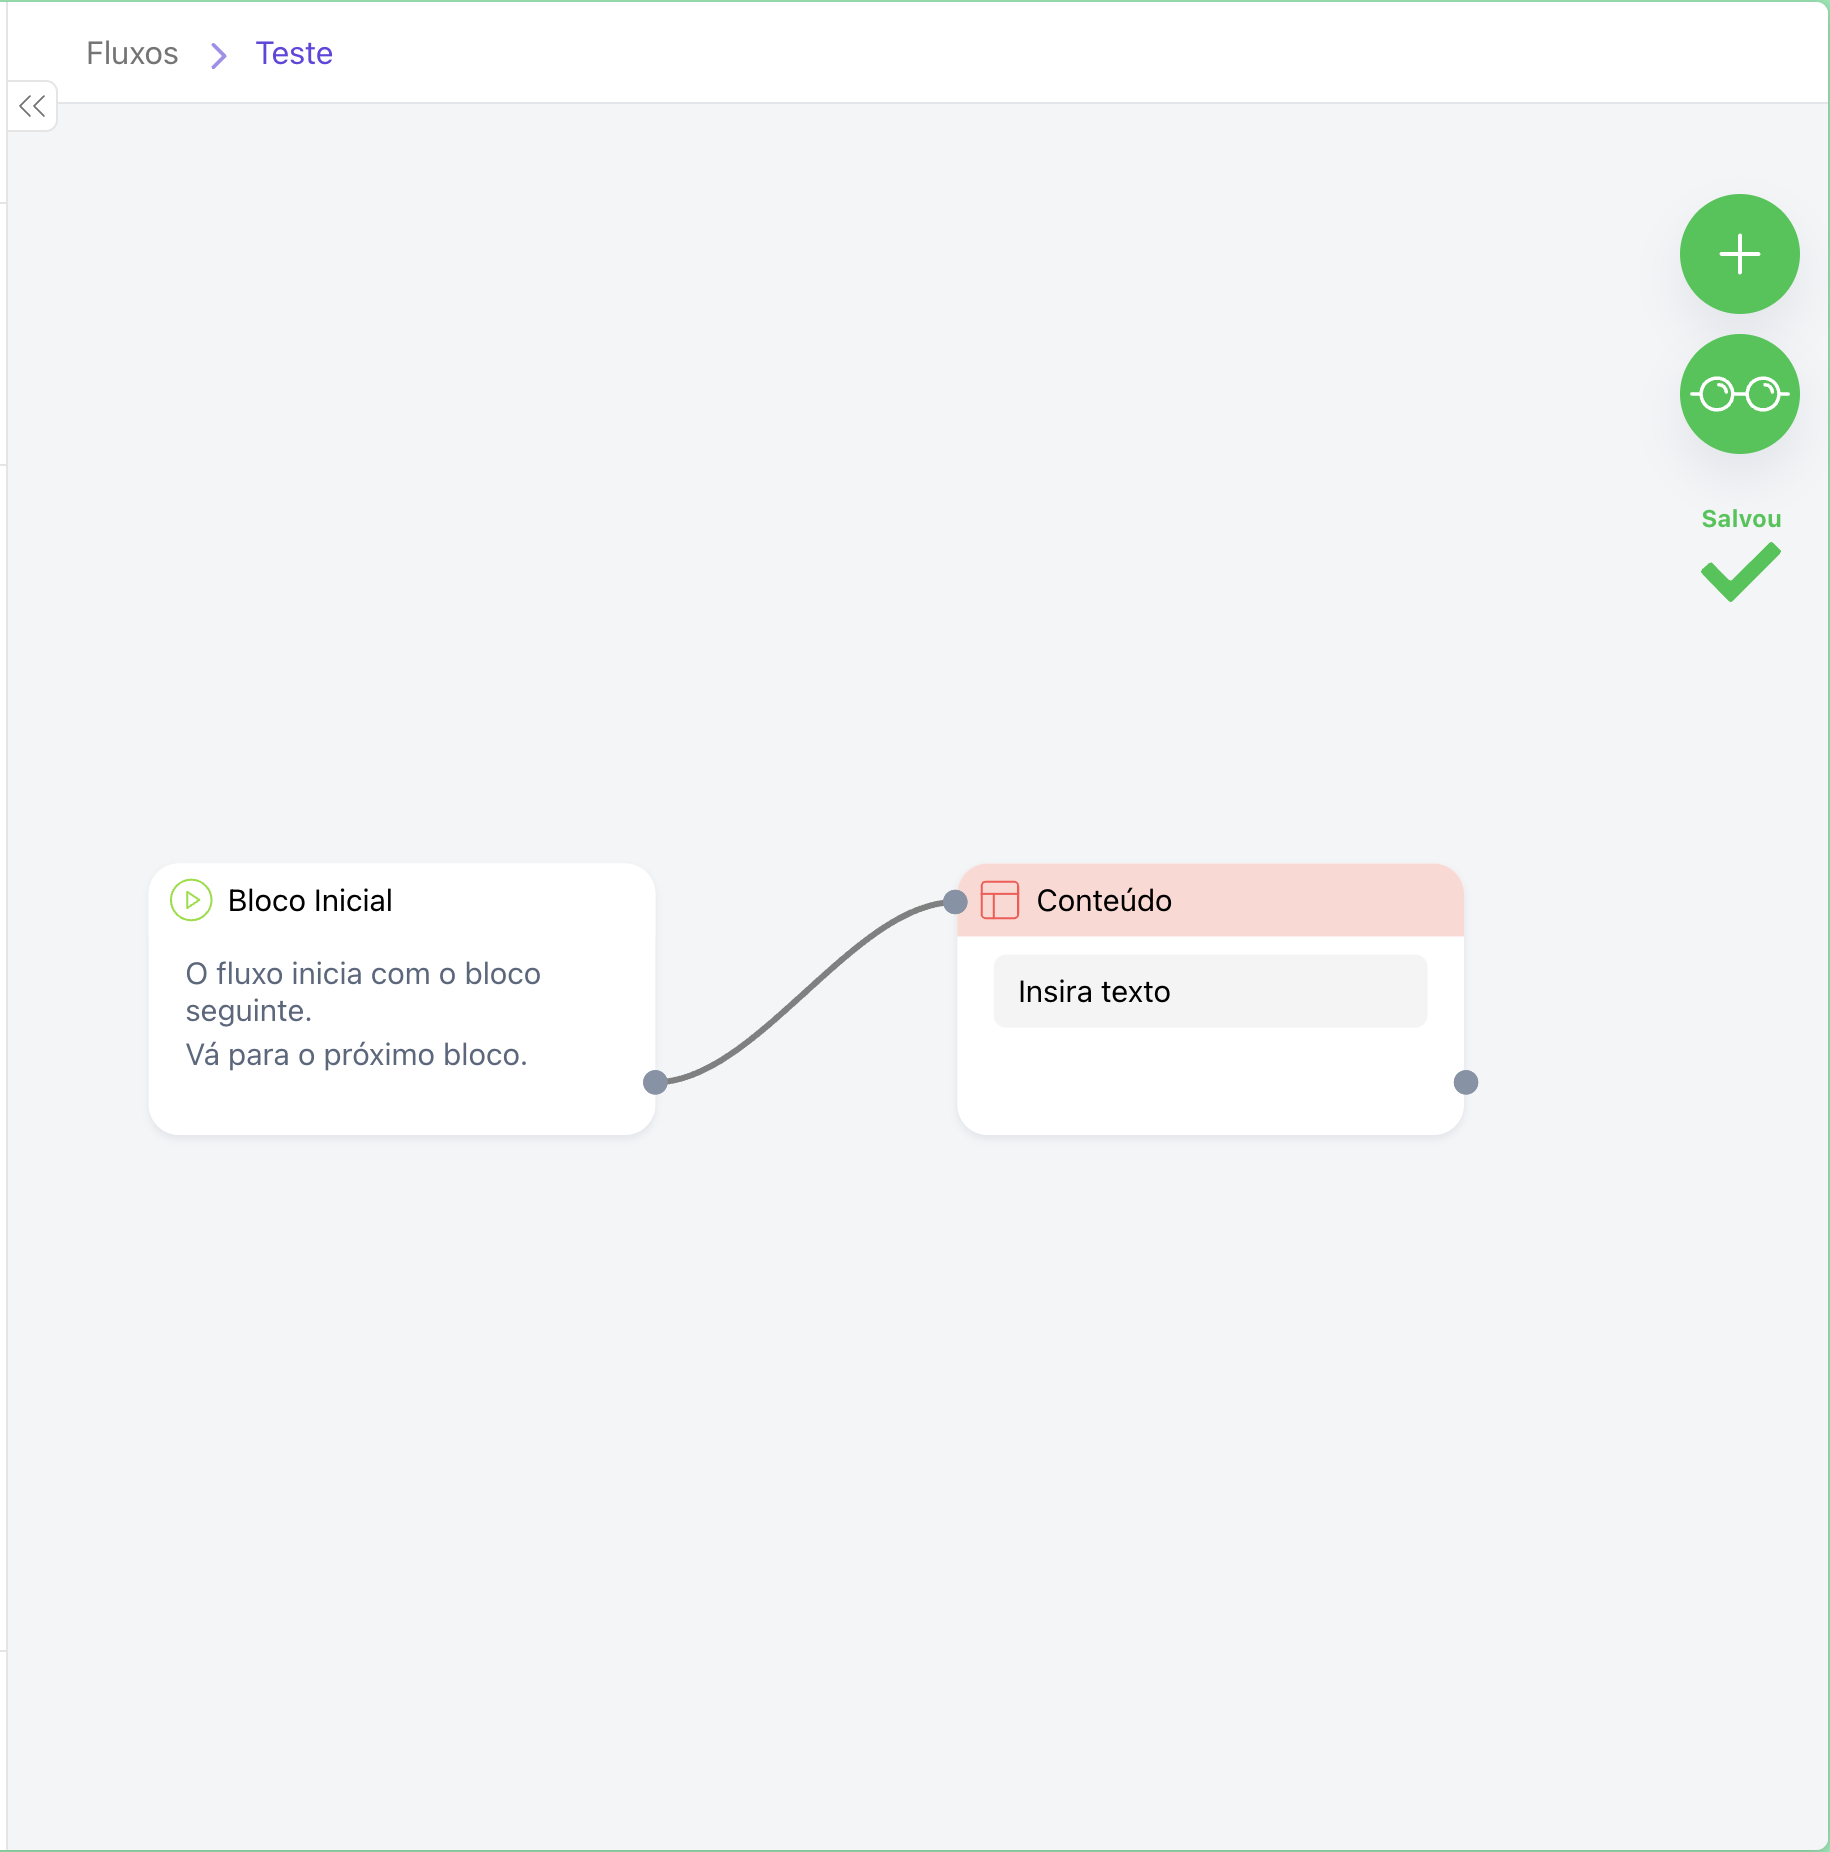 Fluxos
Teste
Salvou
Bloco Inicial
O fluxo inicia com o bloco
seguinte.
Vá para o próximo bloco.
Conteúdo
Insira texto